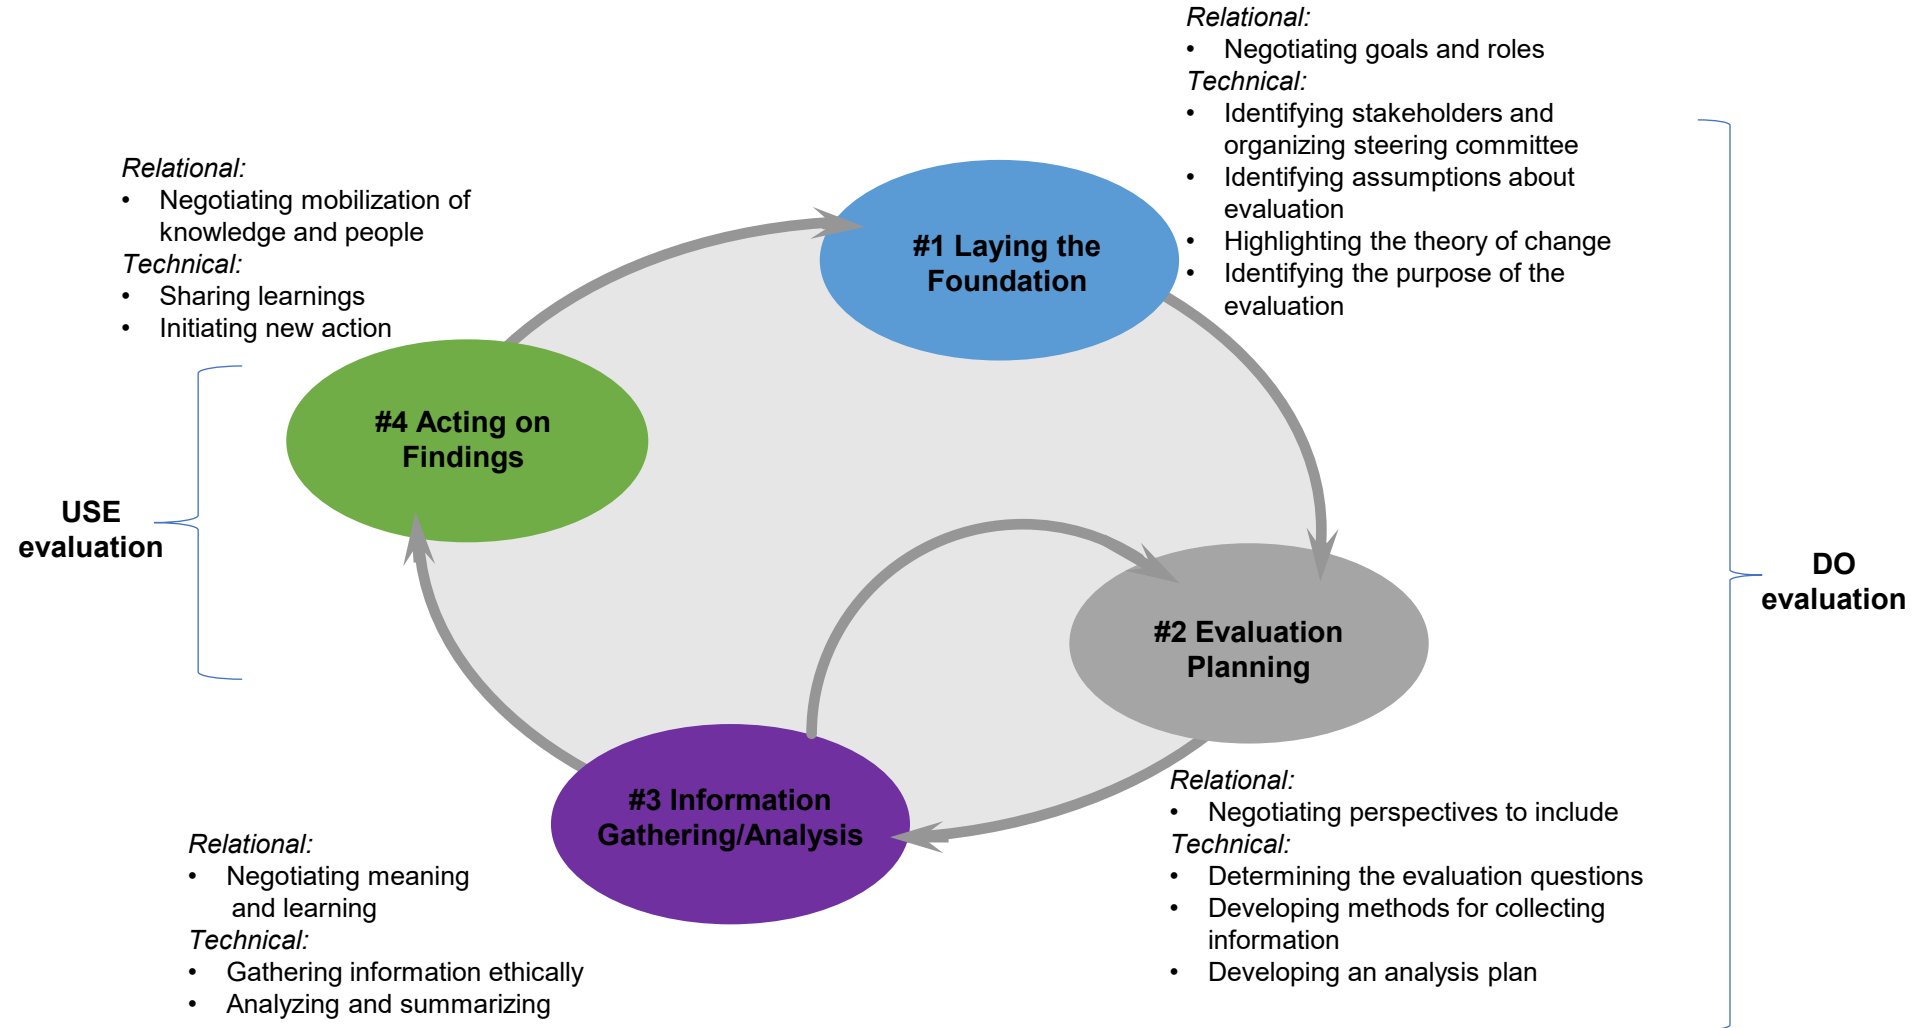 Relational:
• Negotiating goals and roles
Technical:
• Identifying stakeholders and
organizing steering committee
• Identifying assumptions about
evaluation
• Highlighting the theory of change
• Identifying the purpose of the
evaluation
Relational:
• Negotiating mobilization of
knowledge and people
Technical:
• Sharing learnings
• Initiating new action
#1 Laying the
Foundation
#4 Acting on
Findings
USE
evaluation
DO
evaluation
#2 Evaluation
Planning
#3 Information
Gathering/Analysis
Relational:
• Negotiating meaning
and learning
Technical:
• Gathering information ethically
• Analyzing and summarizing
Relational:
• Negotiating perspectives to include
Technical:
• Determining the evaluation questions
• Developing methods for collecting
information
• Developing an analysis plan